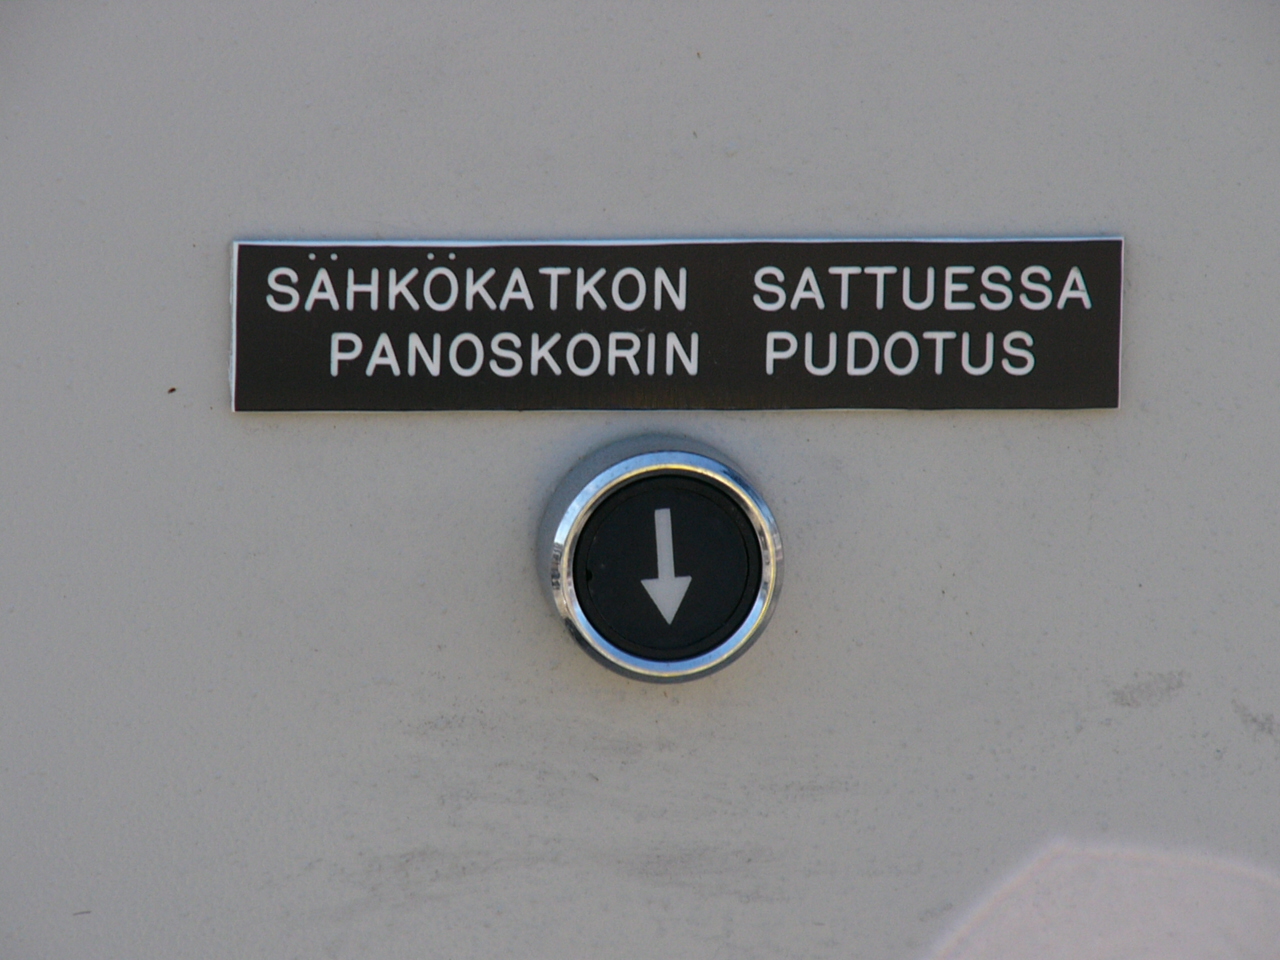 SÄHKÖKATKON SATTUESSA
PANOSKORIN PUDOTUS